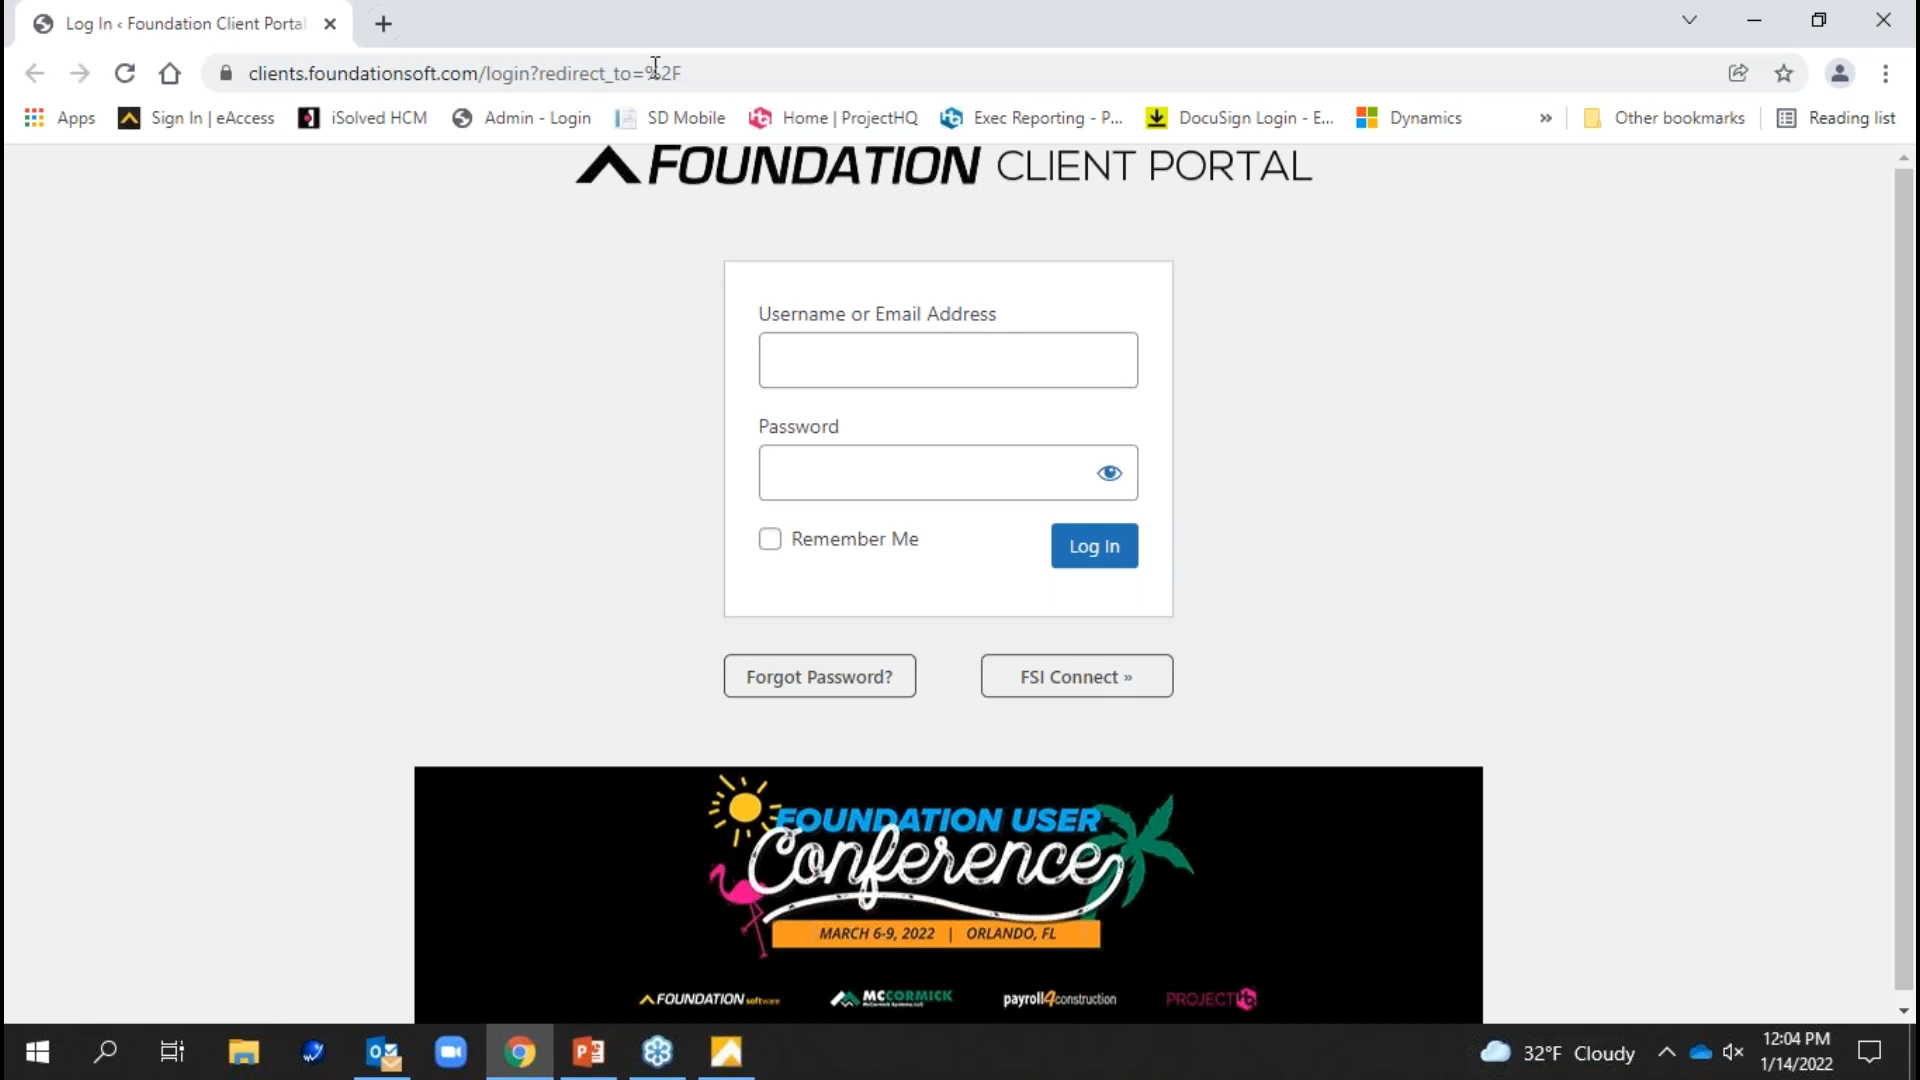 Log In ‹ Foundation Client Portal
clients.foundationsoft.com/login?redirect_to=%2F
Apps
Sign In | eAccess
iSolved HCM
Admin - Login
SD Mobile
Home | ProjectHQ
Exec Reporting - P...
DocuSign Login - E...
Dynamics
»
Other bookmarks
Reading list
FOUNDATION CLIENT PORTAL
Username or Email Address
Password
Remember Me
Log In
Forgot Password?
FSI Connect »
FOUNDATION USER
Conference
MARCH 6-9, 2022 | ORLANDO, FL
FOUNDATION software
MCCORMICK
payroll4construction
PROJECT HQ
32°F Cloudy
12:04 PM
1/14/2022